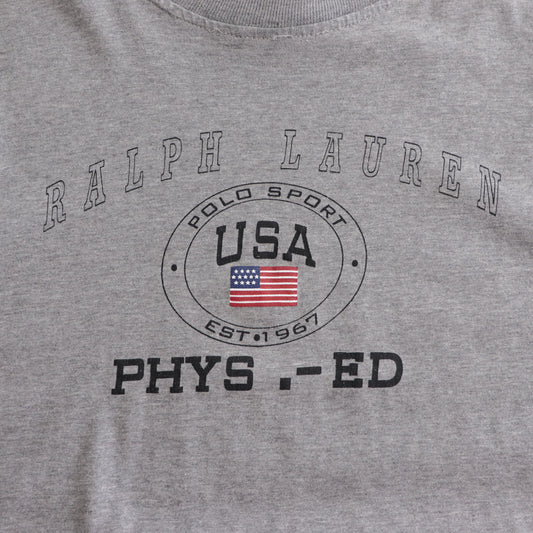 RALPH LAUREN
POLO SPORT
USA
EST•1967
PHYS .-ED